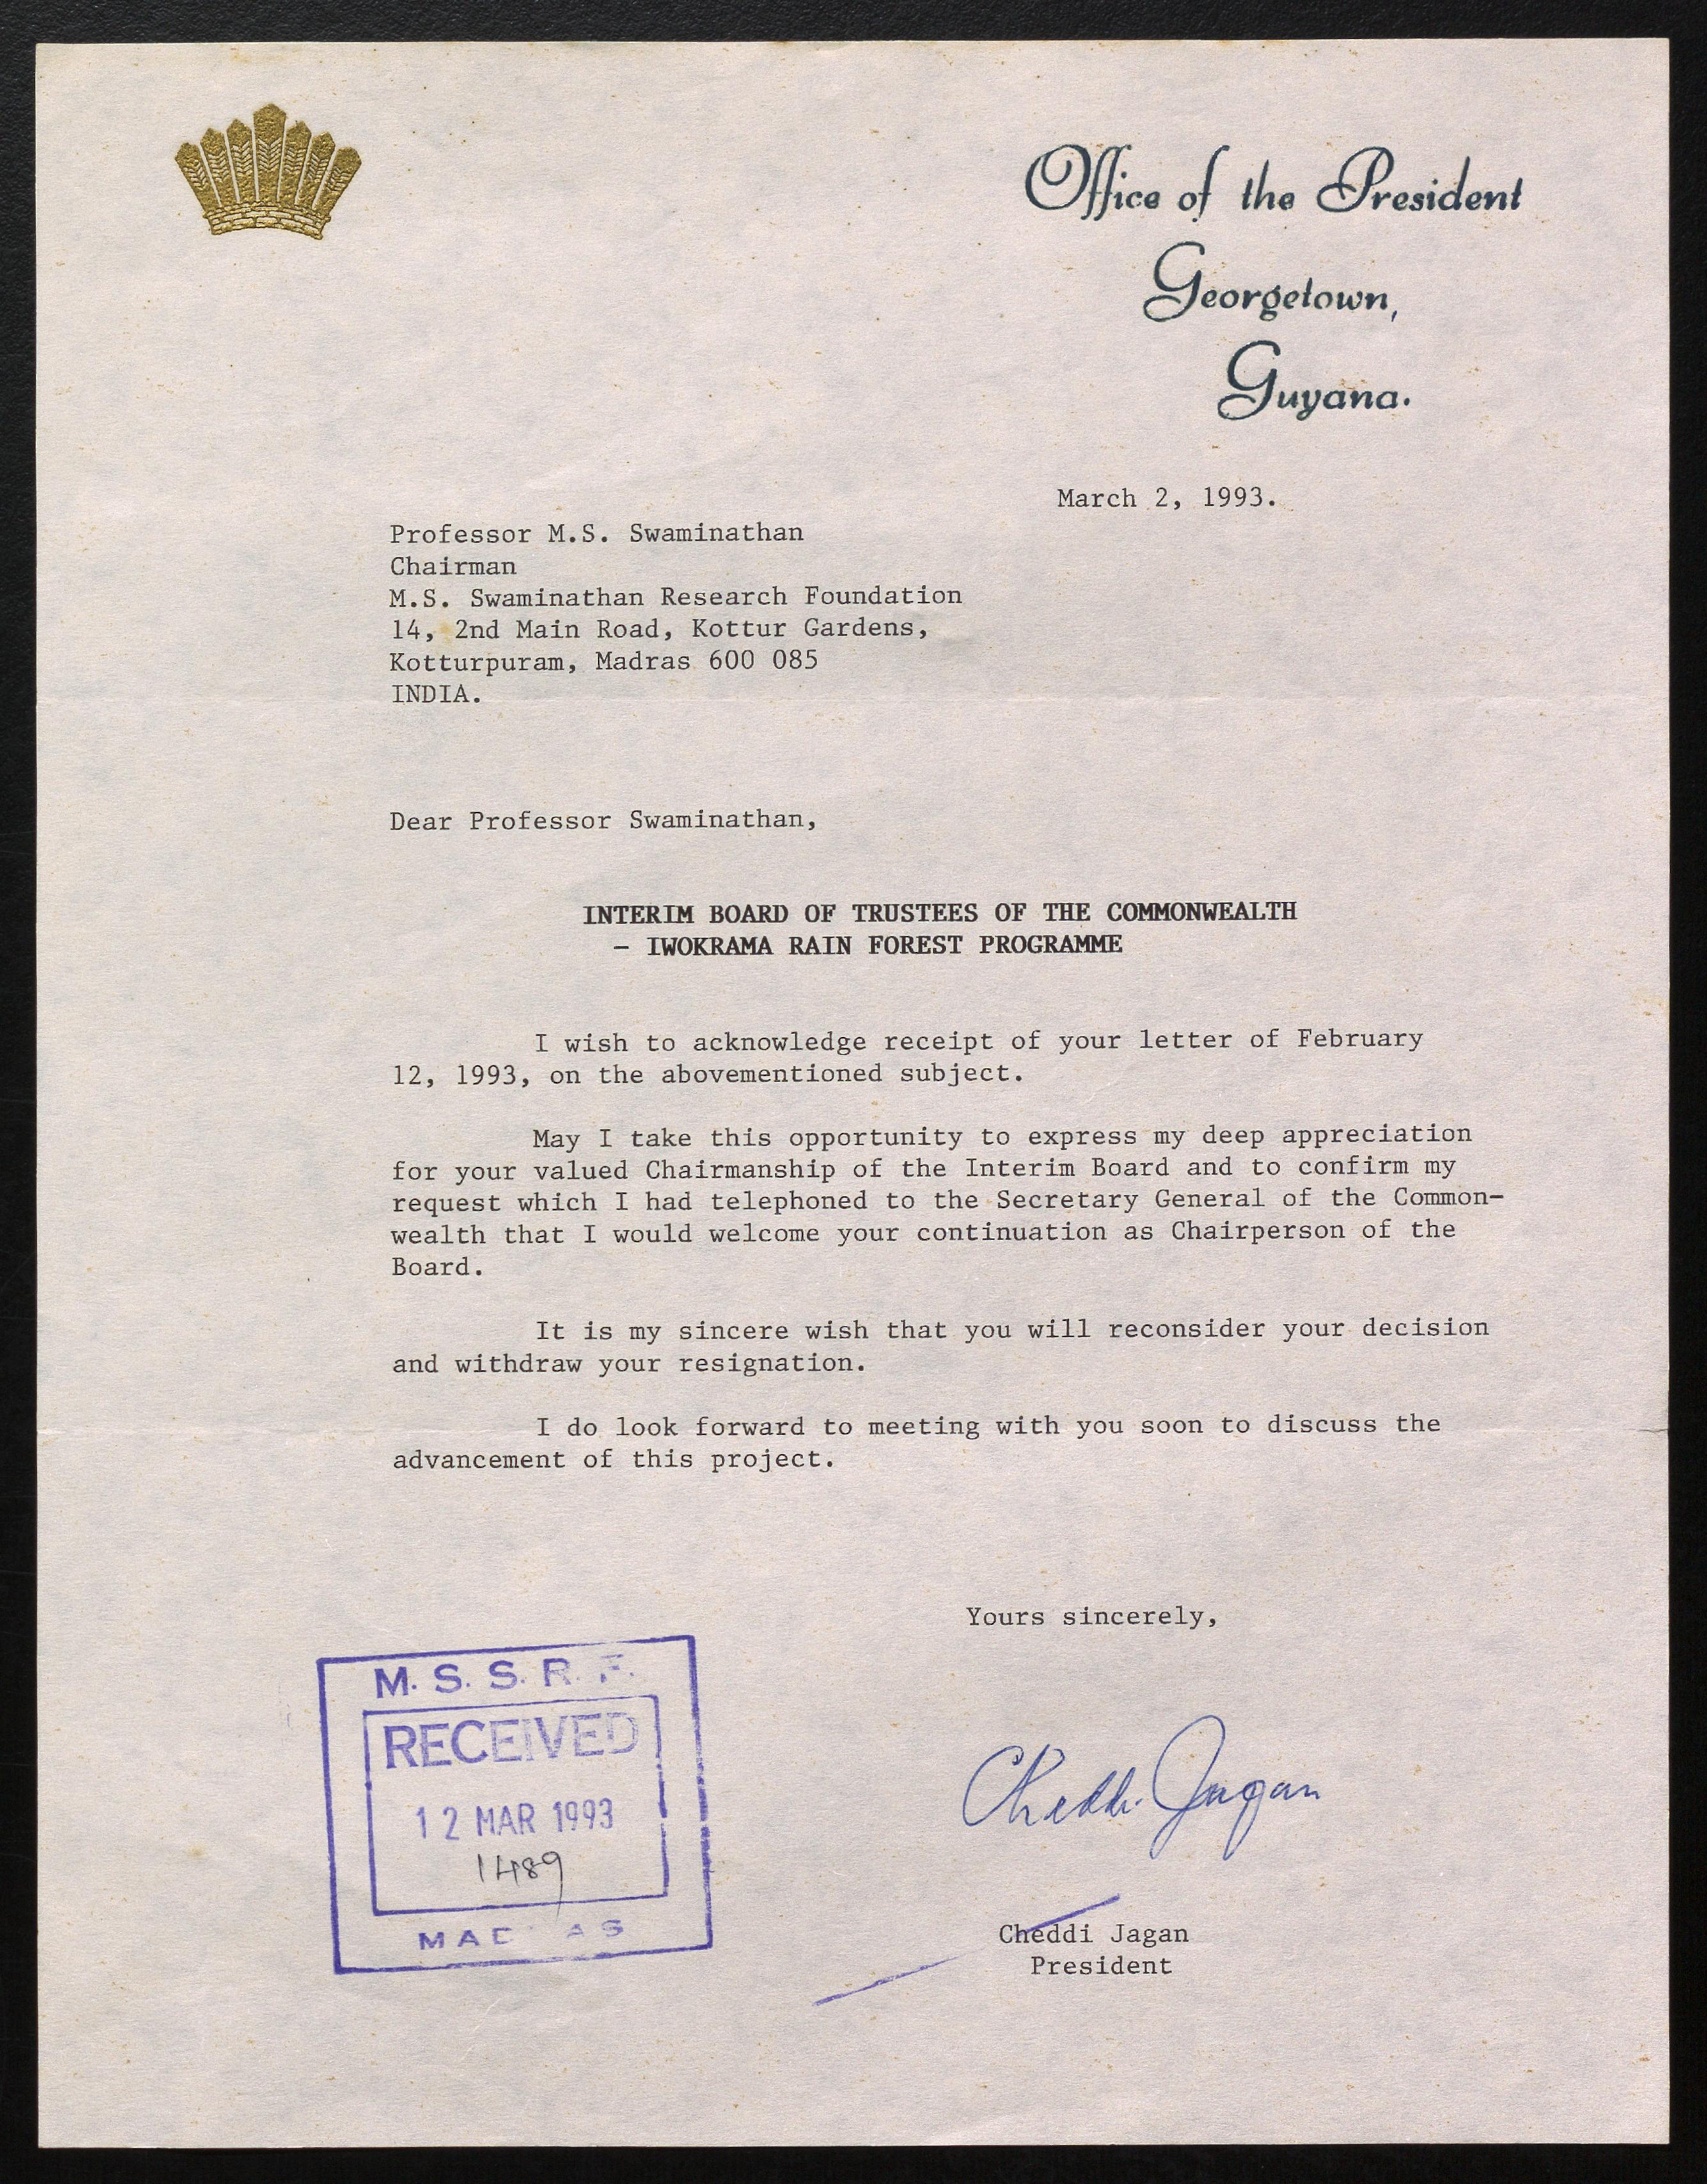 Office of the President
Georgetown,
Guyana.
March 2, 1993.
Professor M.S. Swaminathan
Chairman
M.S. Swaminathan Research Foundation
14, 2nd Main Road, Kottur Gardens,
Kotturpuram, Madras 600 085
INDIA.
Dear Professor Swaminathan,
INTERIM BOARD OF TRUSTEES OF THE COMMONWEALTH
- IWOKRAMA RAIN FOREST PROGRAMME
I wish to acknowledge receipt of your letter of February
12, 1993, on the abovementioned subject.
May I take this opportunity to express my deep appreciation
for your valued Chairmanship of the Interim Board and to confirm my
request which I had telephoned to the Secretary General of the Common-
wealth that I would welcome your continuation as Chairperson of the
Board.
It is my sincere wish that you will reconsider your decision
and withdraw your resignation.
I do look forward to meeting with you soon to discuss the
advancement of this project.
Yours sincerely,
Cheddi Jagan
Cheddi Jagan
President
M. S. S. R. F.
RECEIVED
12 MAR 1993
1489
MADRAS